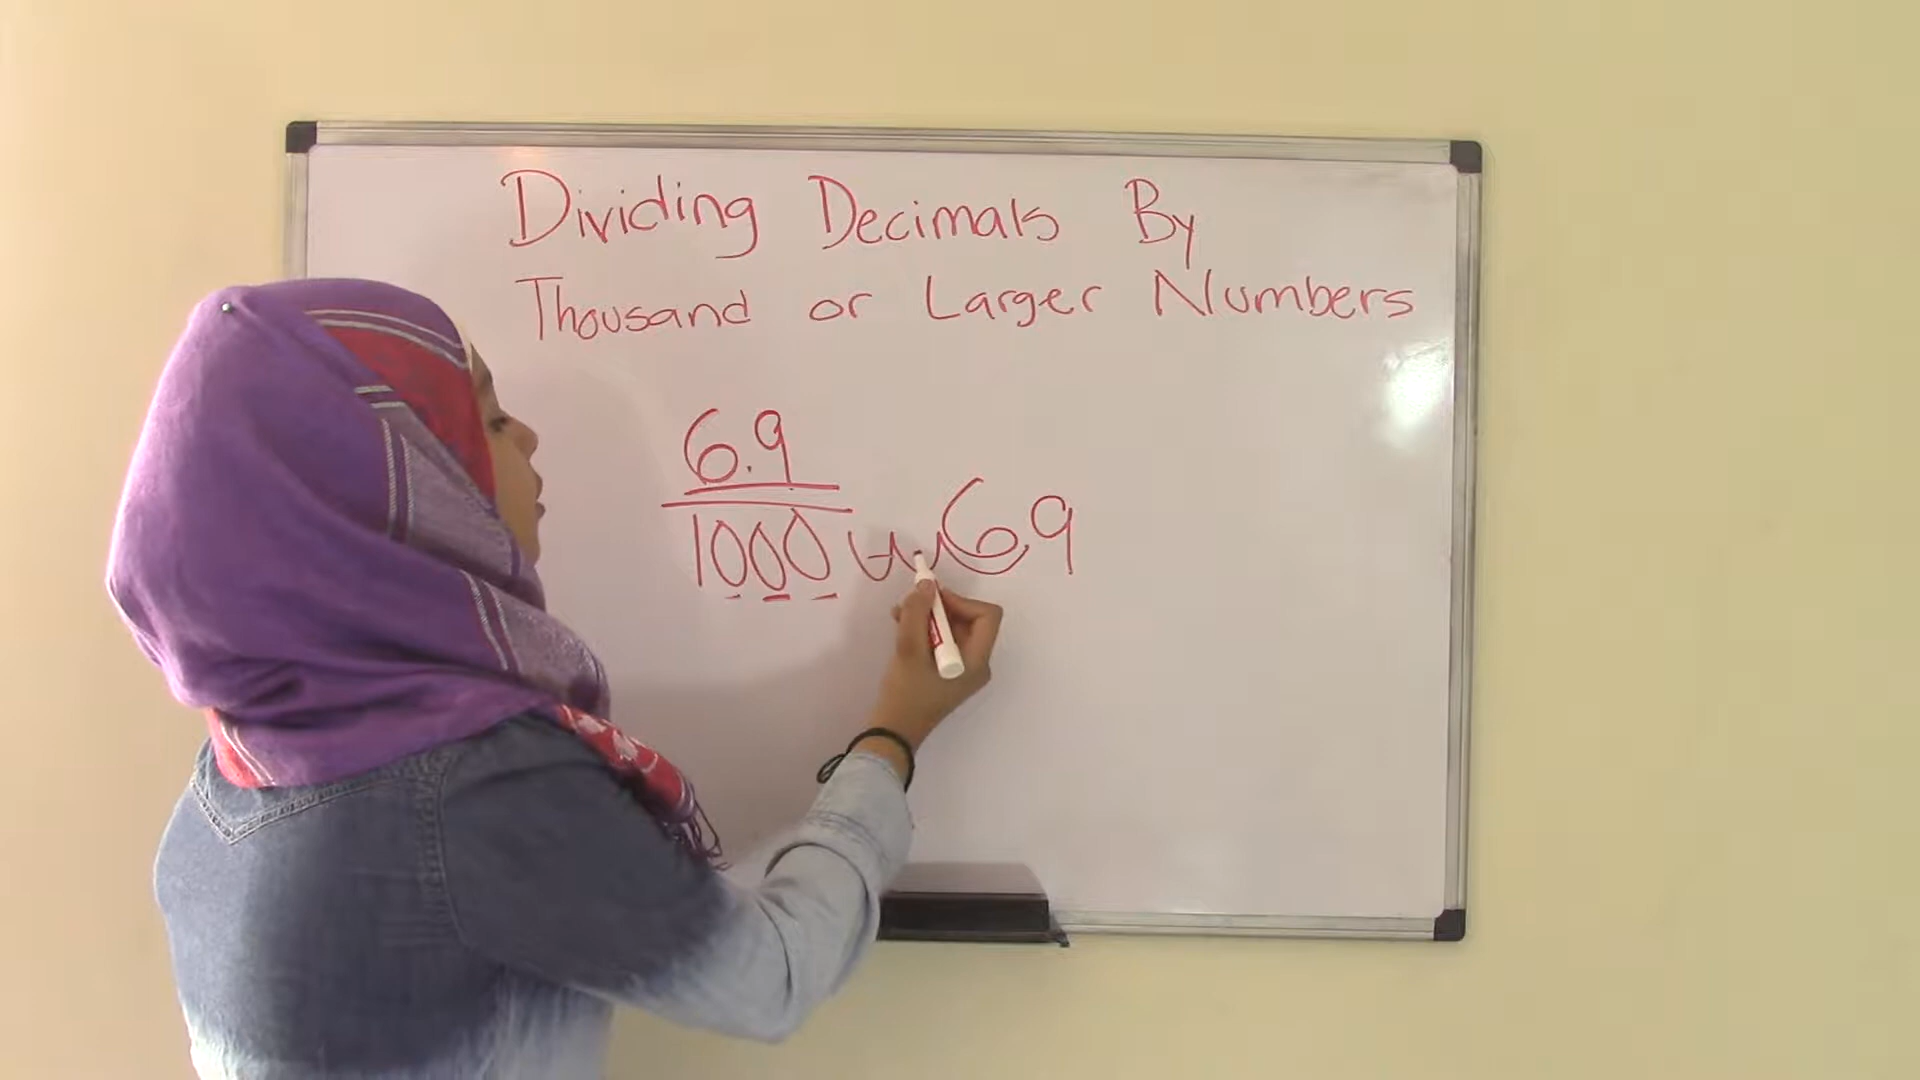 Dividing Decimals By
Thousand or Larger Numbers
6.9
1000
6.9